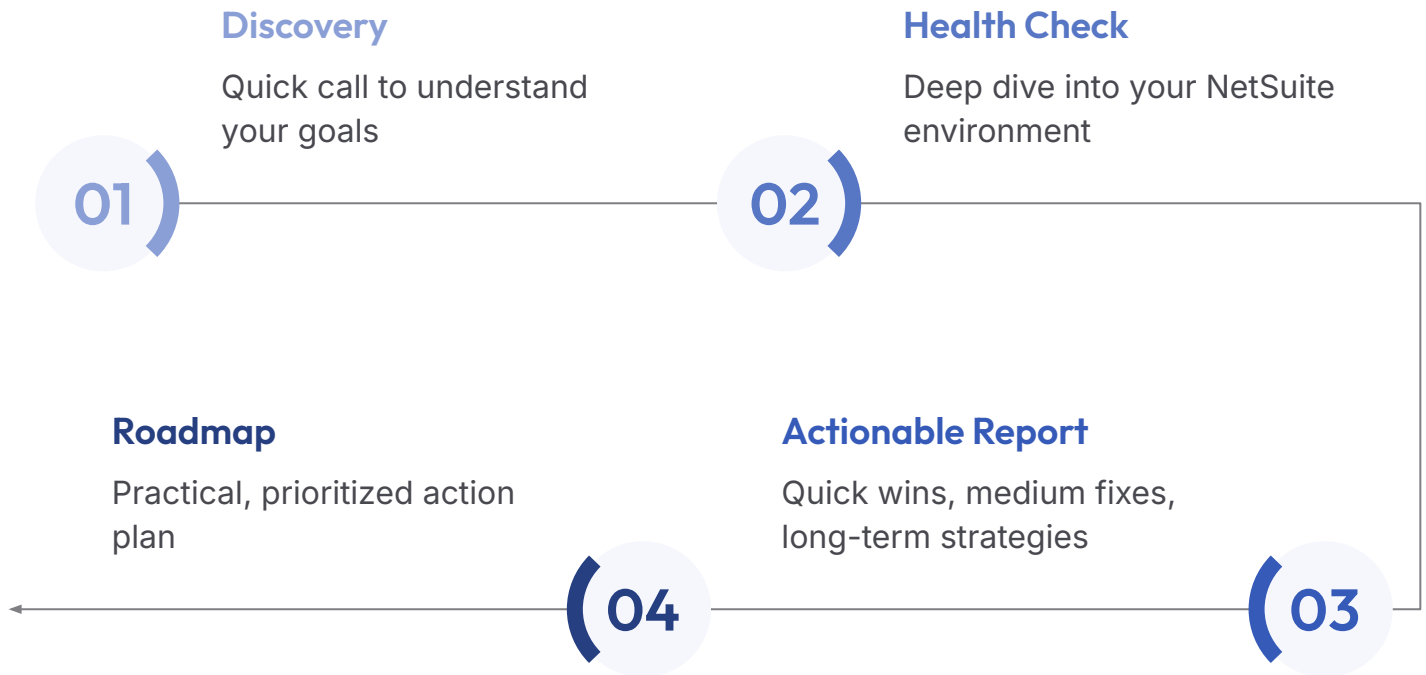 Discovery
Quick call to understand
your goals
01
Health Check
Deep dive into your NetSuite
environment
02
Actionable Report
Quick wins, medium fixes,
long-term strategies
03
Roadmap
Practical, prioritized action
plan
04